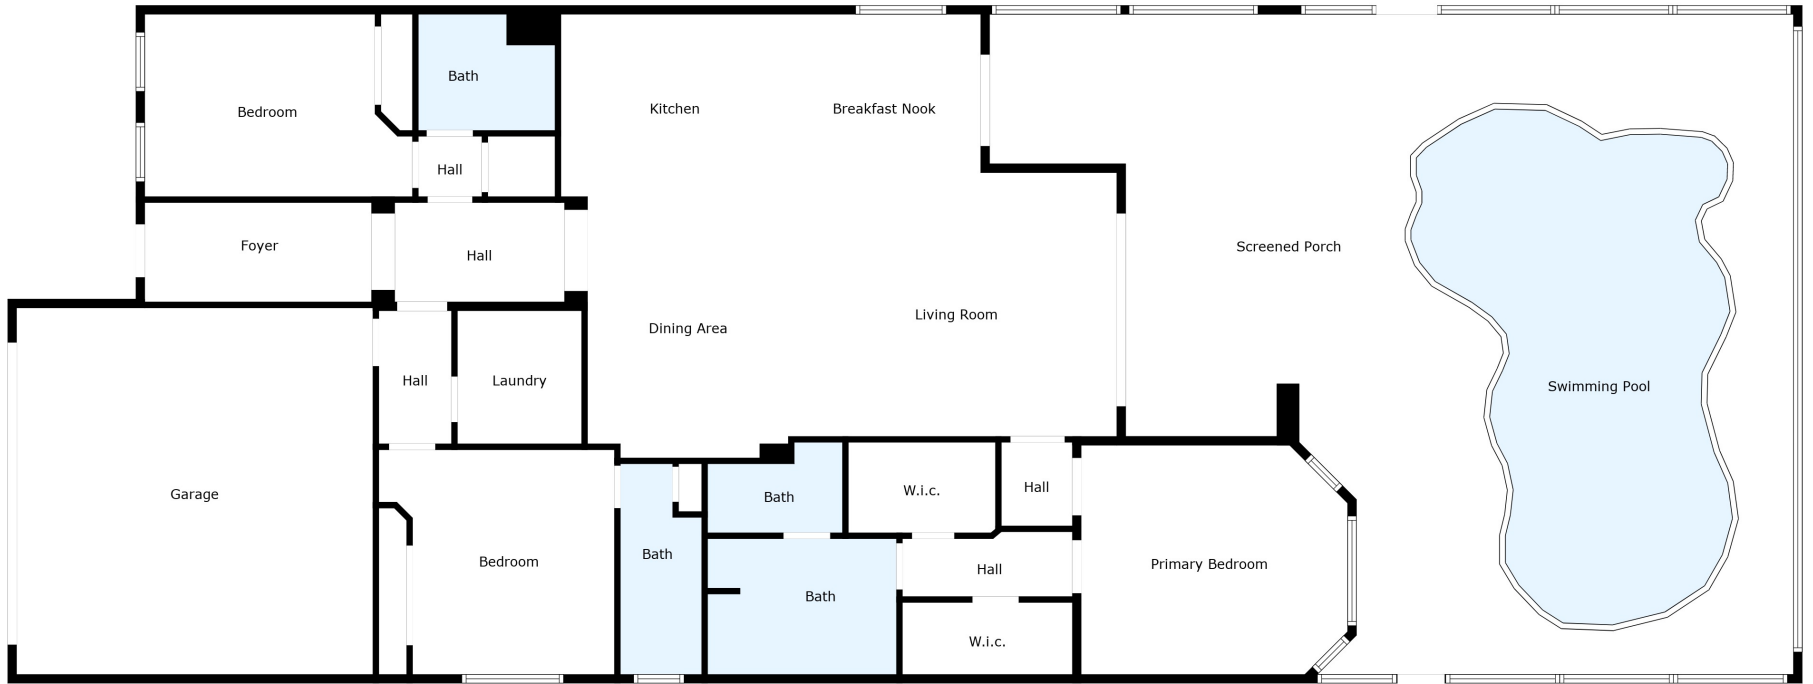 Bath
Bedroom
Kitchen
Breakfast Nook
Hall
Foyer
Hall
Screened Porch
Living Room
Dining Area
Hall
Laundry
Swimming Pool
Garage
Bath
W.i.c.
Hall
Bath
Bedroom
Primary Bedroom
Hall
Bath
W.i.c.